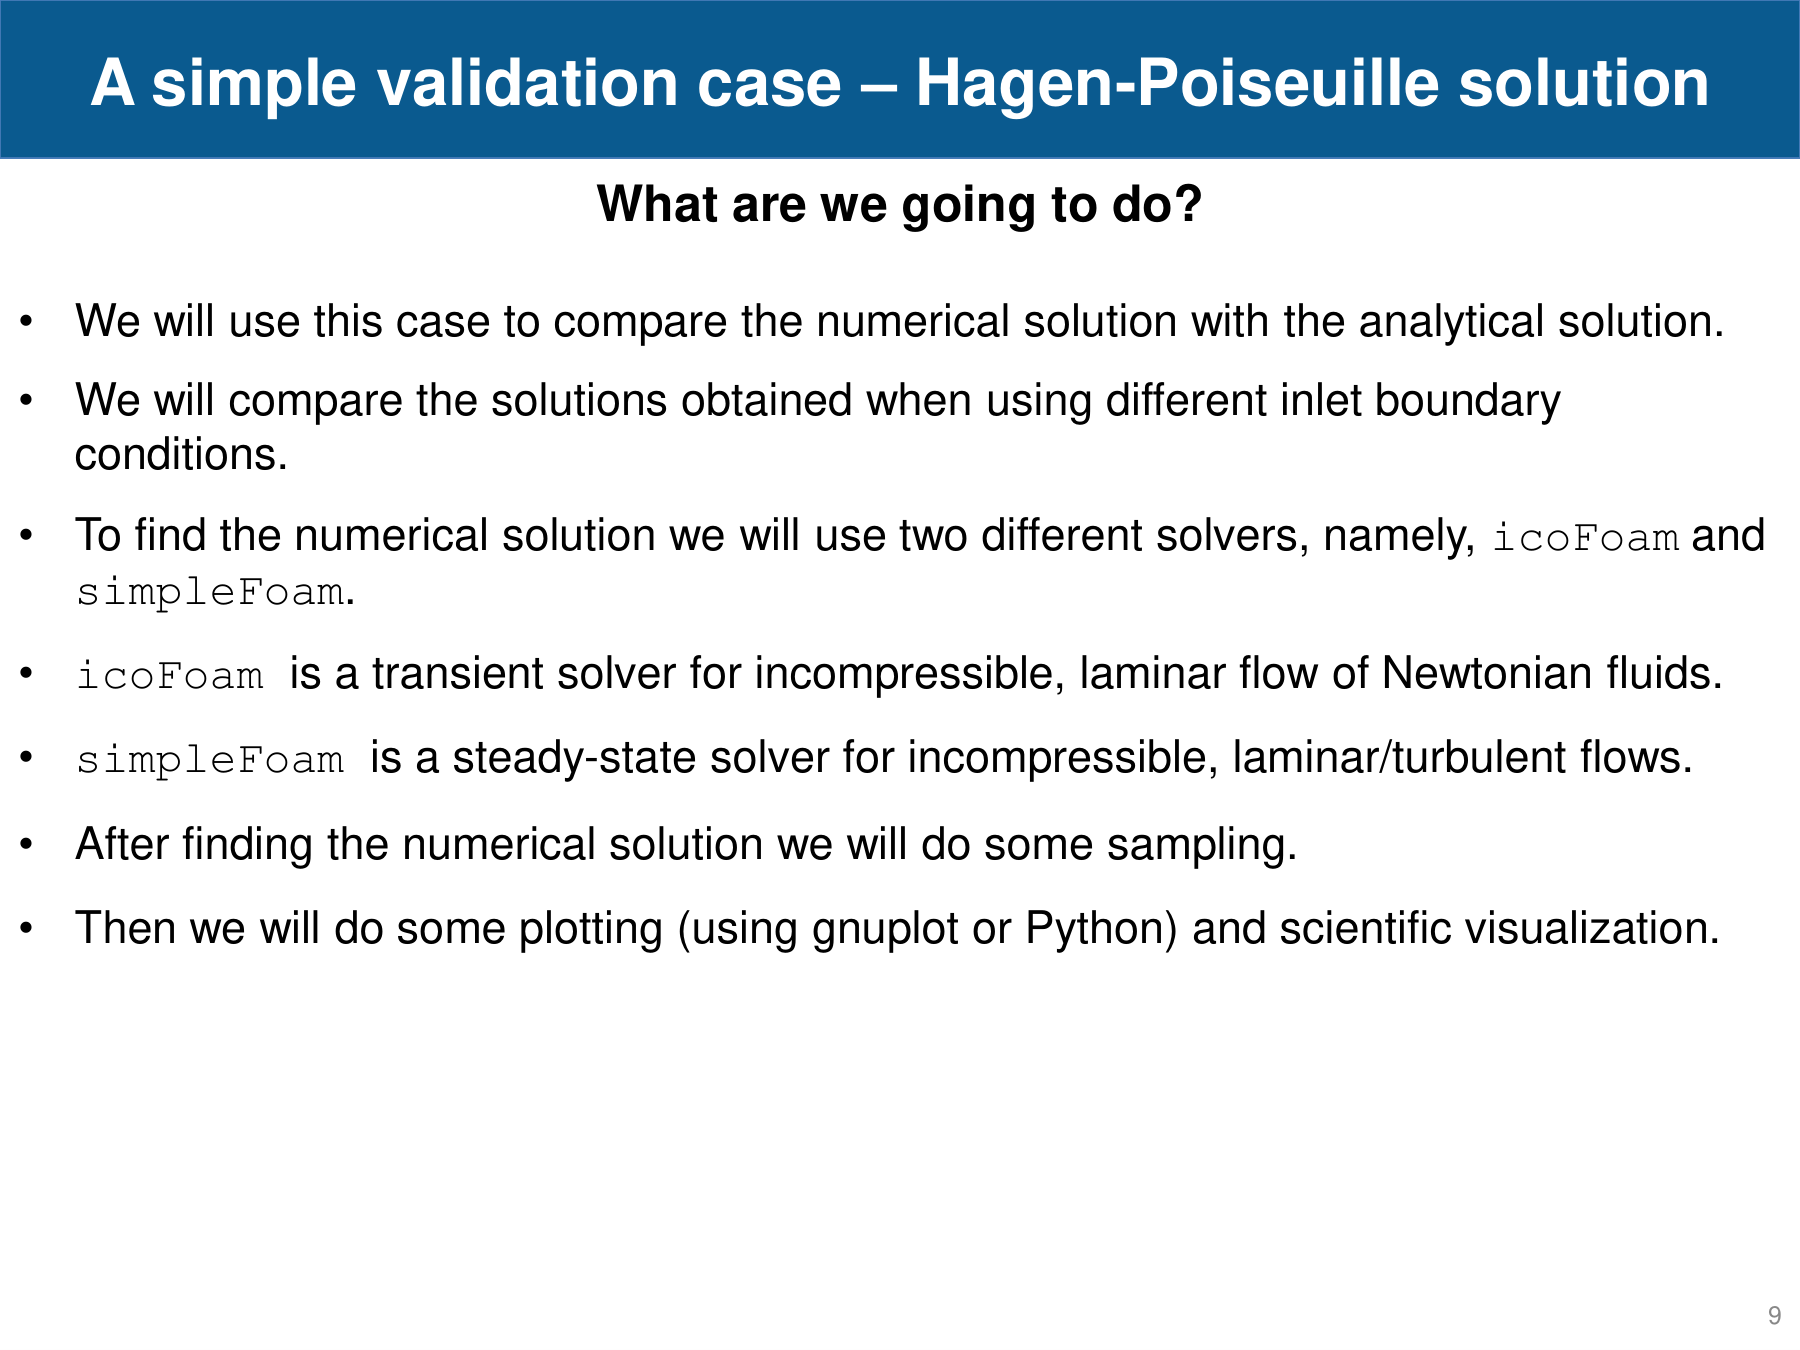 A simple validation case – Hagen-Poiseuille solution
What are we going to do?
• We will use this case to compare the numerical solution with the analytical solution.
• We will compare the solutions obtained when using different inlet boundary
conditions.
• To find the numerical solution we will use two different solvers, namely, icoFoam and
simpleFoam.
• icoFoam is a transient solver for incompressible, laminar flow of Newtonian fluids.
• simpleFoam is a steady-state solver for incompressible, laminar/turbulent flows.
• After finding the numerical solution we will do some sampling.
• Then we will do some plotting (using gnuplot or Python) and scientific visualization.
9